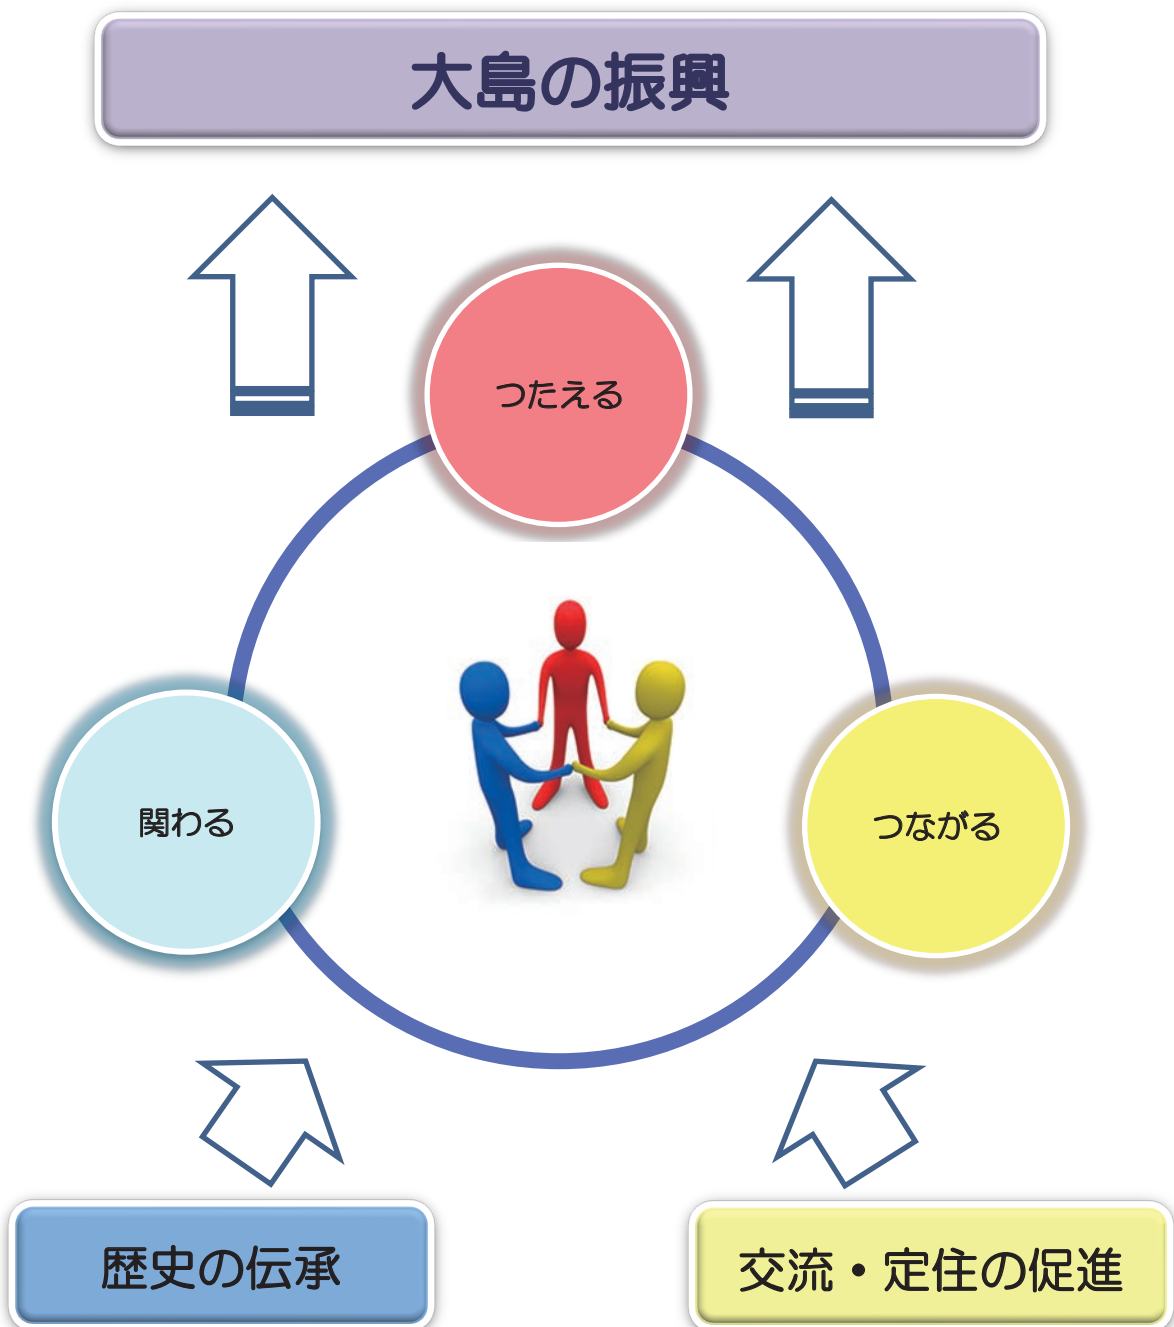 大島の振興
つたえる
関わる
つながる
歴史の伝承
交流・定住の促進